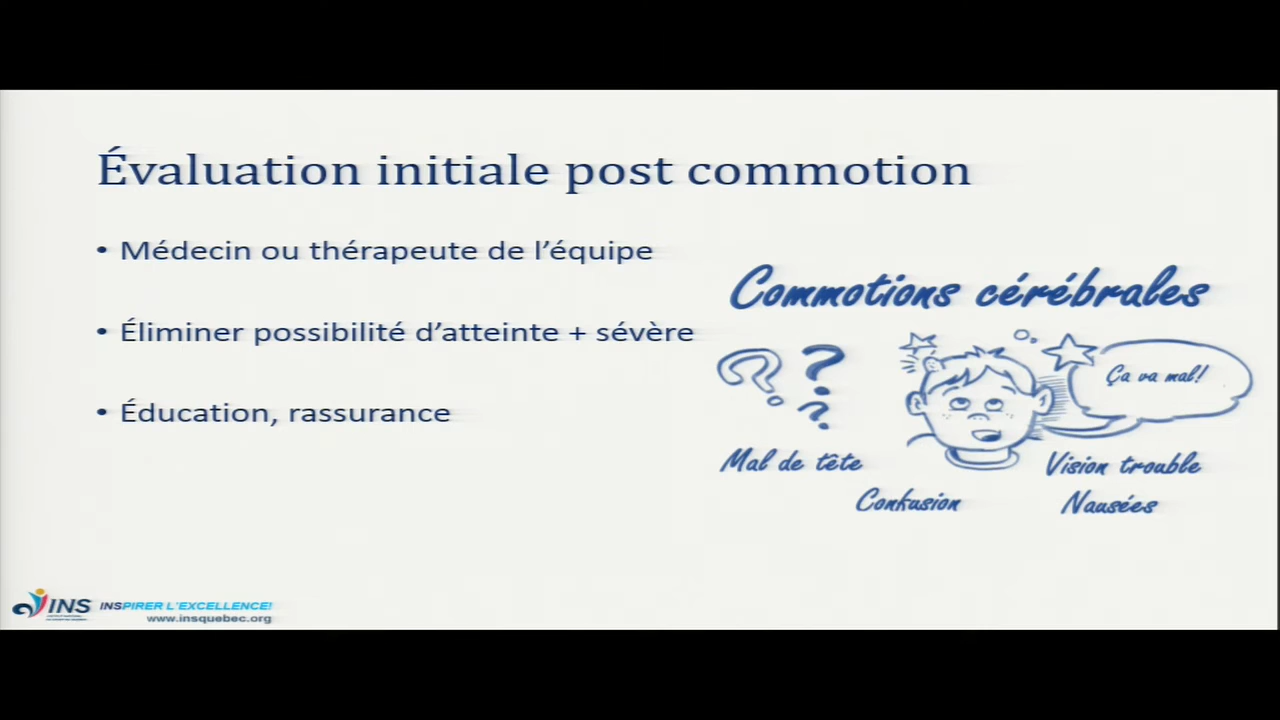 Évaluation initiale post commotion
• Médecin ou thérapeute de l'équipe
• Éliminer possibilité d'atteinte + sévère
• Éducation, rassurance
Commotions cérébrales
? ? ?
Ça va mal!
Mal de tête
Vision trouble
Confusion
Nausées
INS
INSPIRER L'EXCELLENCE!
www.insquebec.org